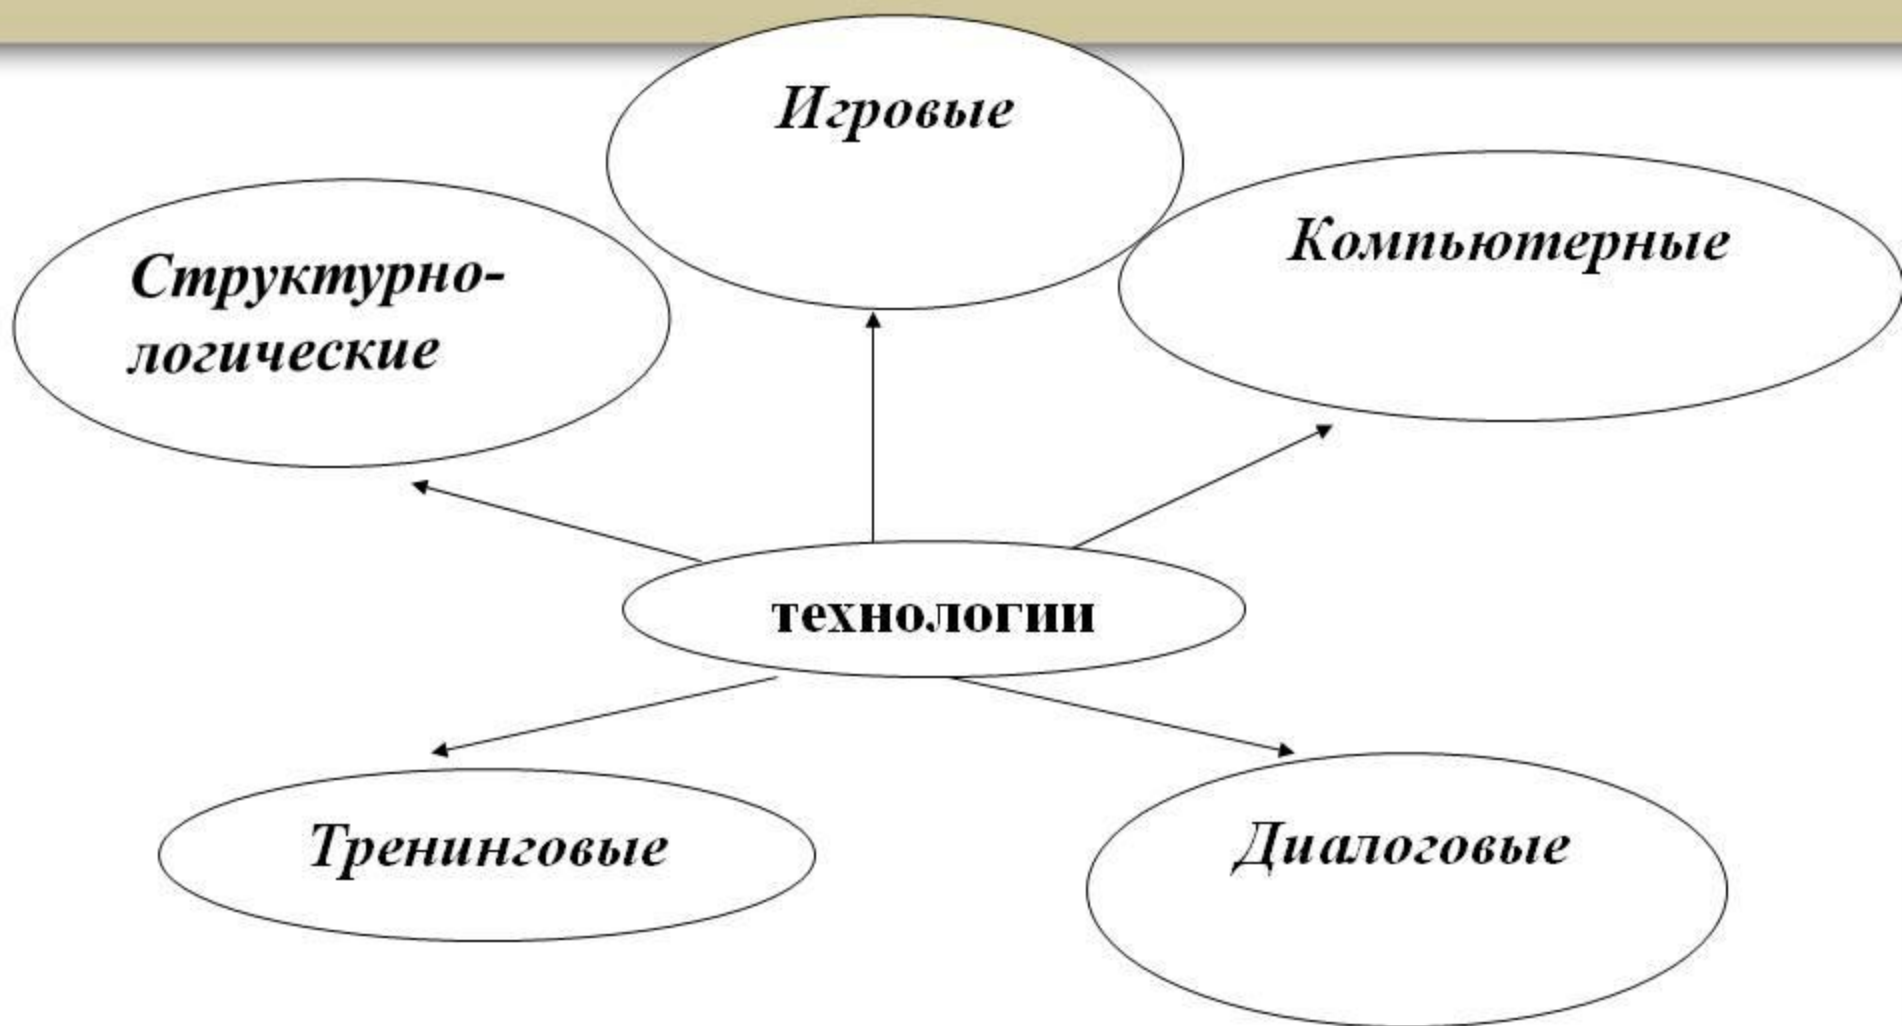 Игровые
Структурно-
логические
Компьютерные
технологии
Тренинговые
Диалоговые